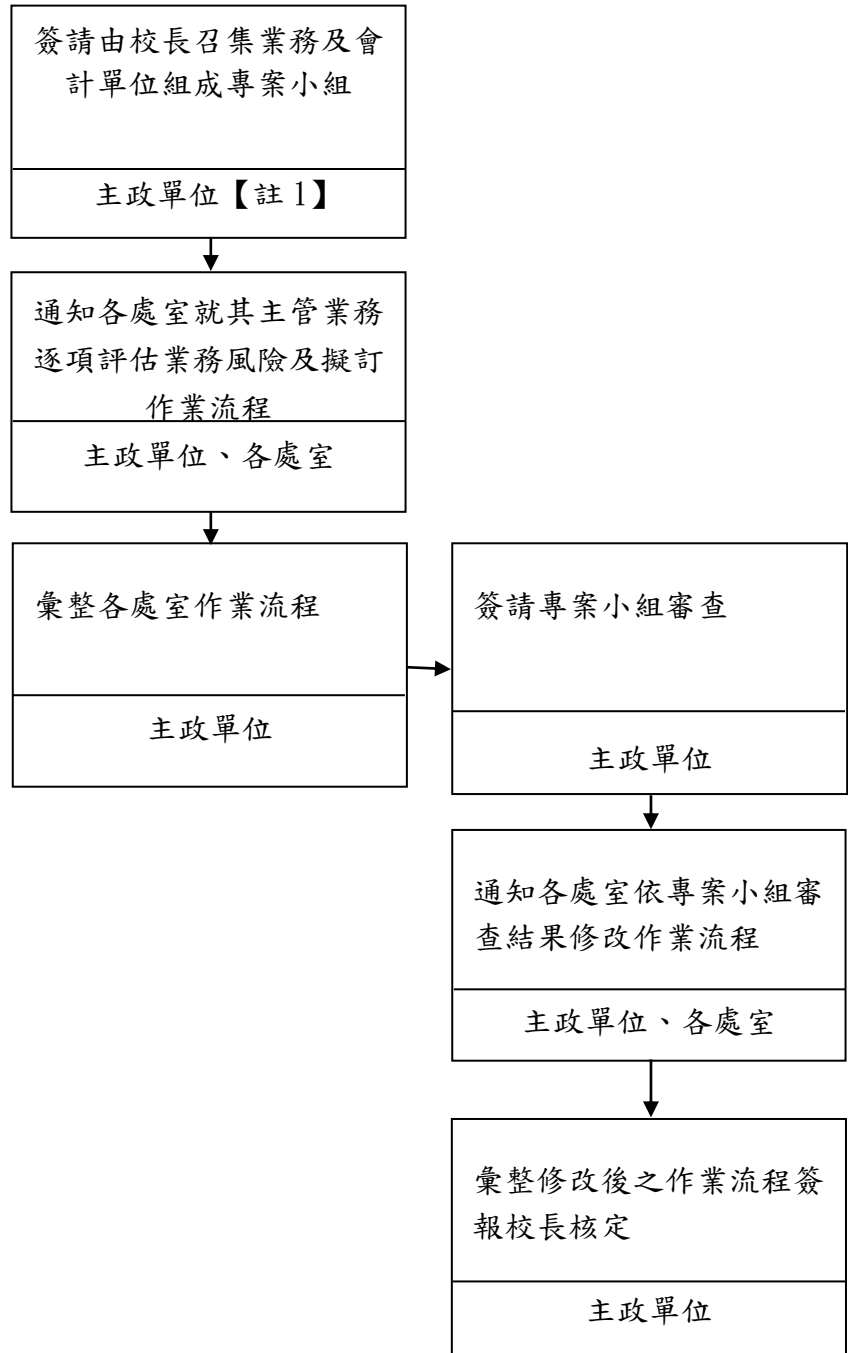 簽請由校長召集業務及會
計單位組成專案小組
主政單位【註1】
通知各處室就其主管業務
逐項評估業務風險及擬訂
作業流程
主政單位、各處室
彙整各處室作業流程
主政單位
簽請專案小組審查
主政單位
通知各處室依專案小組審
查結果修改作業流程
主政單位、各處室
彙整修改後之作業流程簽
報校長核定
主政單位